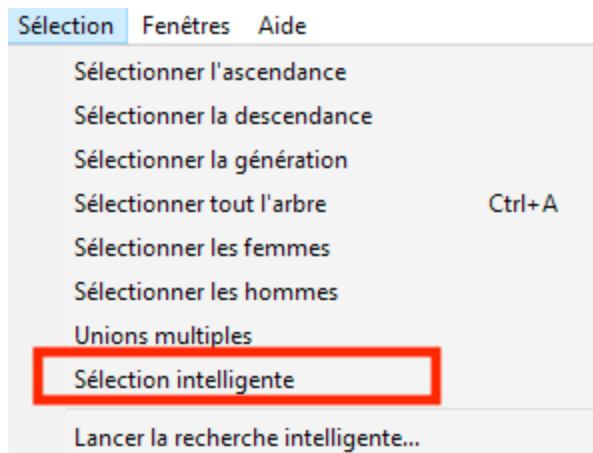 Sélection Fenêtres Aide
Sélectionner l'ascendance
Sélectionner la descendance
Sélectionner la génération
Sélectionner tout l'arbre Ctrl+A
Sélectionner les femmes
Sélectionner les hommes
Unions multiples
Sélection intelligente
Lancer la recherche intelligente...